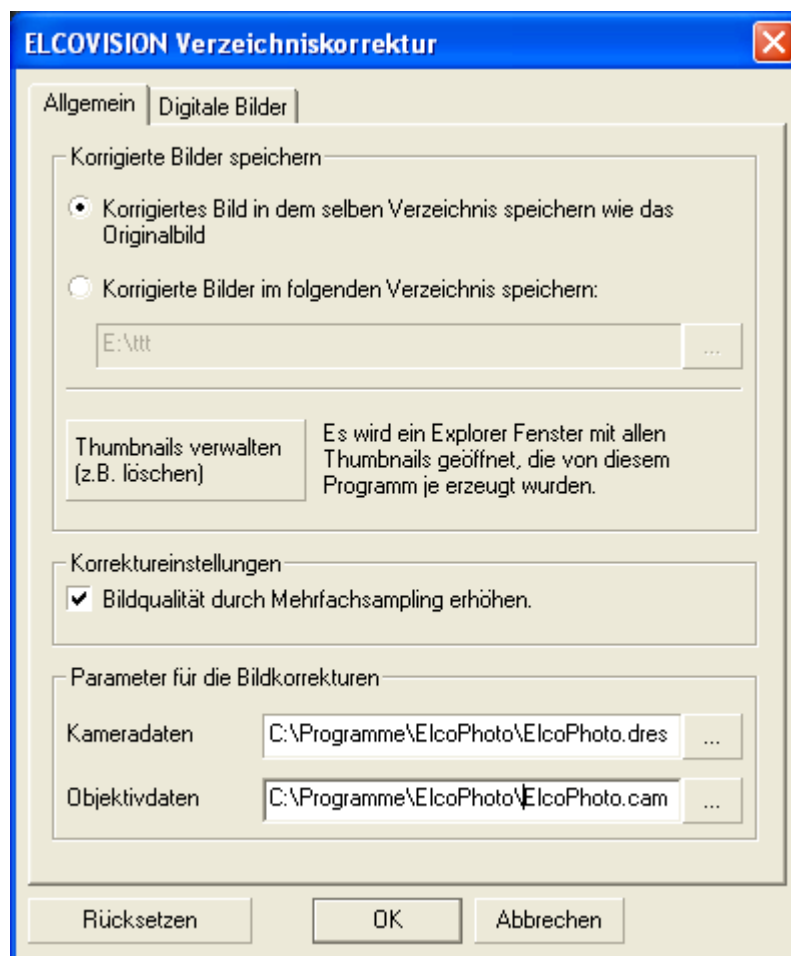 ELCOVISION Verzeichniskorrektur
Allgemein
Digitale Bilder
Korrigierte Bilder speichern
Korrigiertes Bild in dem selben Verzeichnis speichern wie das
Originalbild
Korrigierte Bilder im folgenden Verzeichnis speichern:
E:\ttt
...
Thumbnails verwalten
(z.B. löschen)
Es wird ein Explorer Fenster mit allen
Thumbnails geöffnet, die von diesem
Programm je erzeugt wurden.
Korrektureinstellungen
Bildqualität durch Mehrfachsampling erhöhen.
Parameter für die Bildkorrekturen
Kameradaten
C:\Programme\ElcoPhoto\ElcoPhoto.dres
...
Objektivdaten
C:\Programme\ElcoPhoto\ElcoPhoto.cam
...
Rücksetzen
OK
Abbrechen